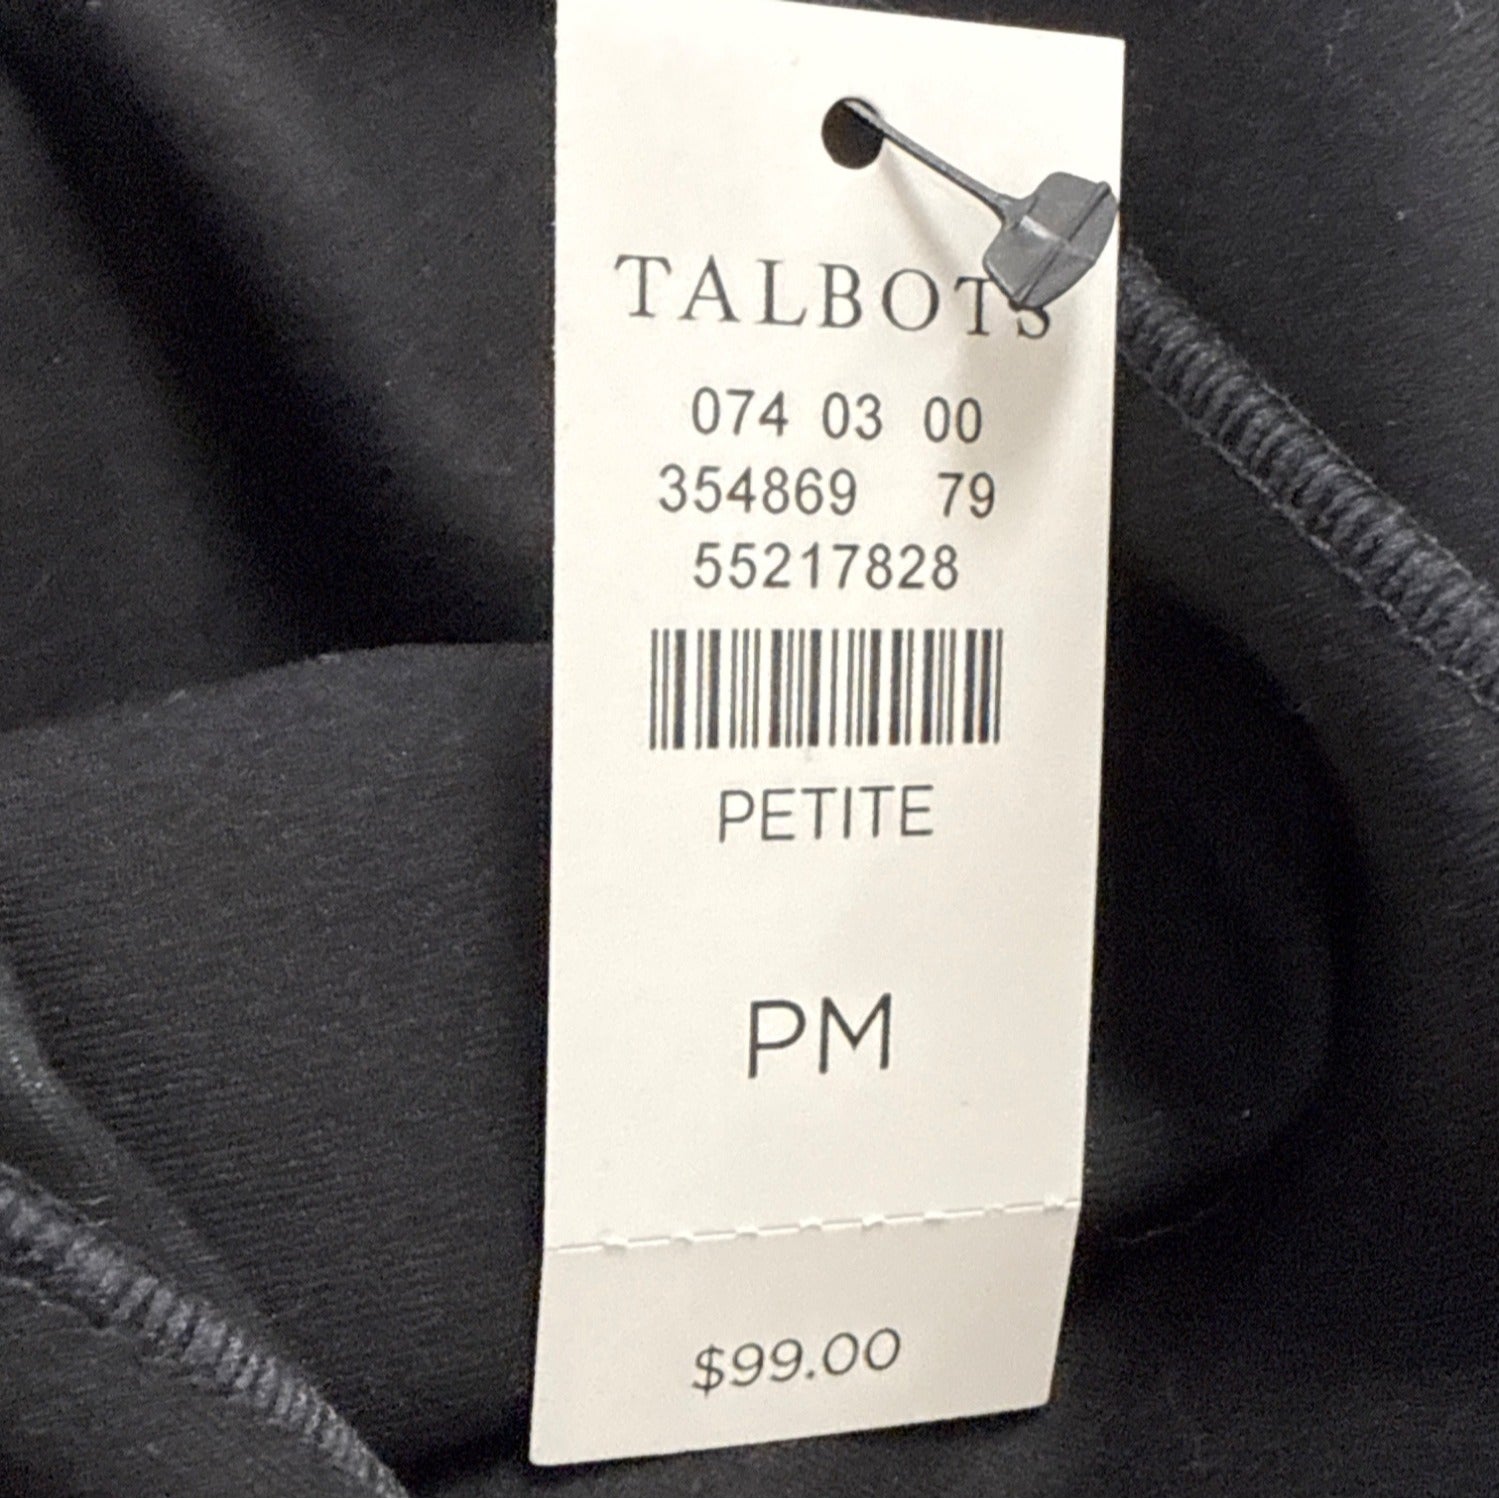 TALBOTS
074 03 00
354869 79
55217828
PETITE
PM
$99.00